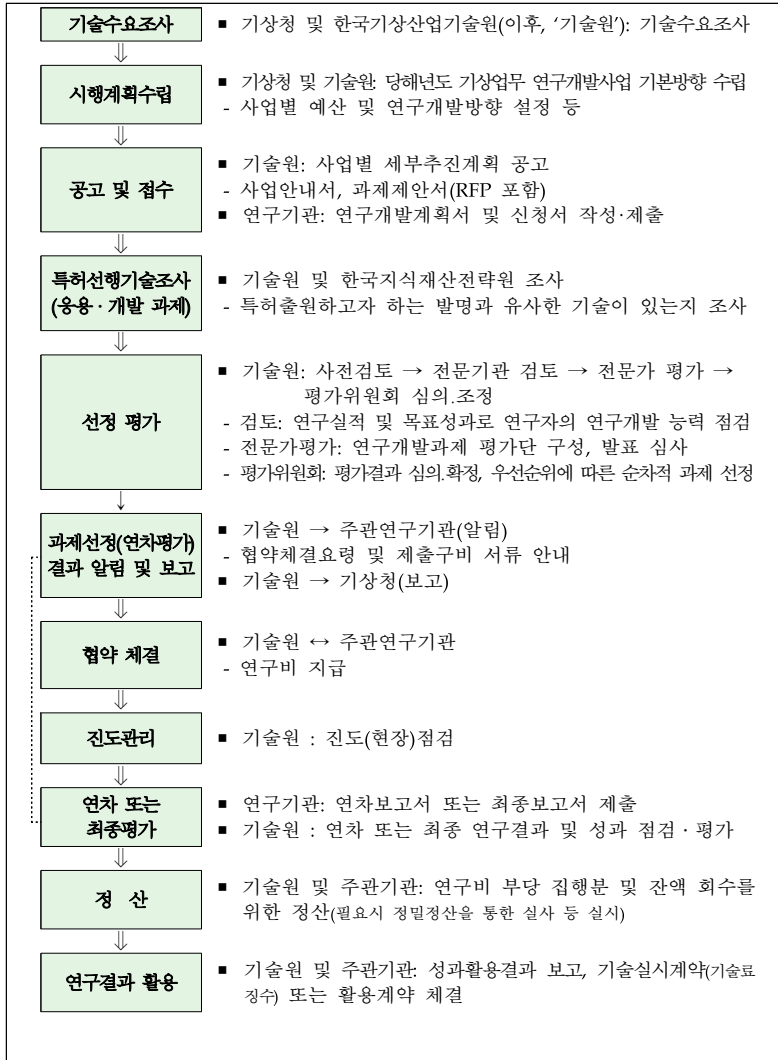 기술수요조사
■ 기상청 및 한국기상산업기술원(이후, ‘기술원’): 기술수요조사
⇓
시행계획수립
■ 기상청 및 기술원: 당해년도 기상업무 연구개발사업 기본방향 수립
- 사업별 예산 및 연구개발방향 설정 등
⇓
공고 및 접수
■ 기술원: 사업별 세부추진계획 공고
- 사업안내서, 과제제안서(RFP 포함)
■ 연구기관: 연구개발계획서 및 신청서 작성·제출
⇓
특허선행기술조사
(응용·개발 과제)
■ 기술원 및 한국지식재산전략원 조사
- 특허출원하고자 하는 발명과 유사한 기술이 있는지 조사
⇓
선정 평가
■ 기술원: 사전검토 → 전문기관 검토 → 전문가 평가 →
평가위원회 심의.조정
- 검토: 연구실적 및 목표성과로 연구자의 연구개발 능력 점검
- 전문가평가: 연구개발과제 평가단 구성, 발표 심사
- 평가위원회: 평가결과 심의.확정, 우선순위에 따른 순차적 과제 선정
↓
과제선정(연차평가)
결과 알림 및 보고
■ 기술원 → 주관연구기관(알림)
- 협약체결요령 및 제출구비 서류 안내
■ 기술원 → 기상청(보고)
⇓
협약 체결
■ 기술원 ↔ 주관연구기관
- 연구비 지급
⇓
진도관리
■ 기술원 : 진도(현장)점검
⇓
연차 또는
최종평가
■ 연구기관: 연차보고서 또는 최종보고서 제출
■ 기술원 : 연차 또는 최종 연구결과 및 성과 점검·평가
⇓
정 산
■ 기술원 및 주관기관: 연구비 부당 집행분 및 잔액 회수를
위한 정산(필요시 정밀정산을 통한 실사 등 실시)
⇓
연구결과 활용
■ 기술원 및 주관기관: 성과활용결과 보고, 기술실시계약(기술료
징수) 또는 활용계약 체결